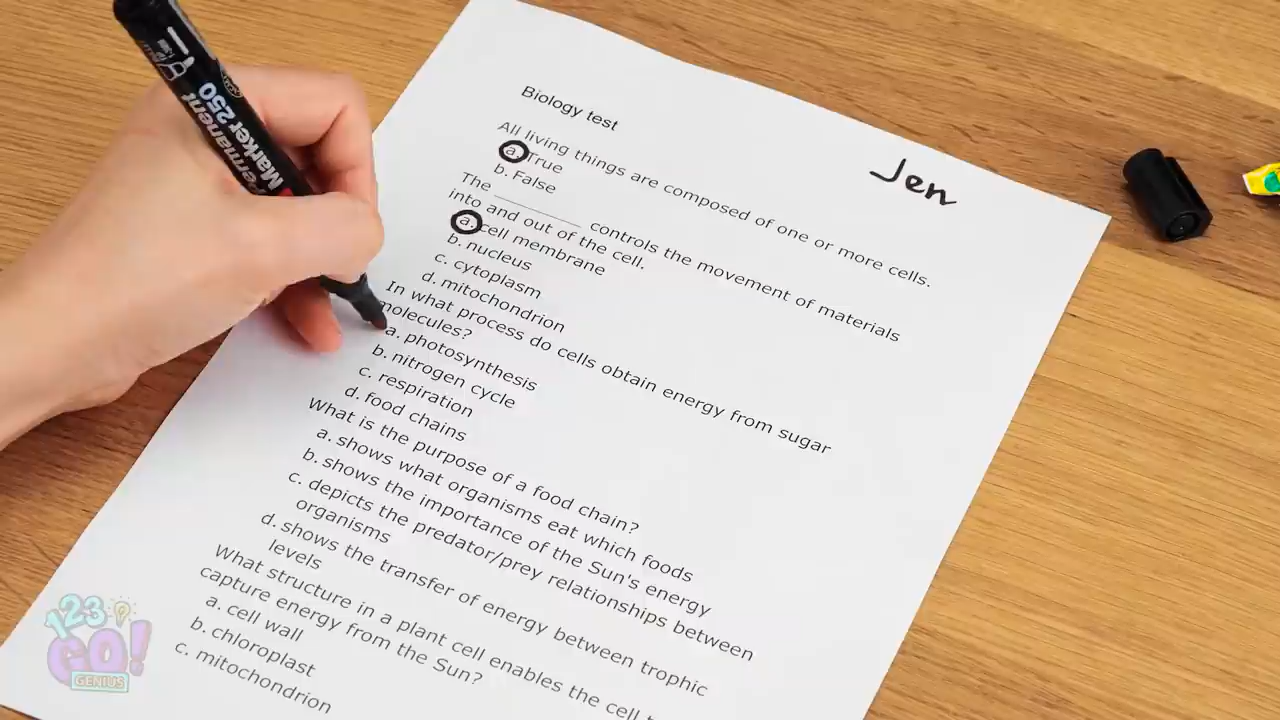 Permanent
Marker 250
Biology test
Jen
All living things are composed of one or more cells.
a. True
b. False
The __________ controls the movement of materials
into and out of the cell.
a. cell membrane
b. nucleus
c. cytoplasm
d. mitochondrion
In what process do cells obtain energy from sugar
molecules?
a. photosynthesis
b. nitrogen cycle
c. respiration
d. food chains
What is the purpose of a food chain?
a. shows what organisms eat which foods
b. shows the importance of the Sun's energy
c. depicts the predator/prey relationships between
organisms
d. shows the transfer of energy between trophic
levels
What structure in a plant cell enables the cell
capture energy from the Sun?
a. cell wall
b. chloroplast
c. mitochondrion
123
GO!
GENIUS